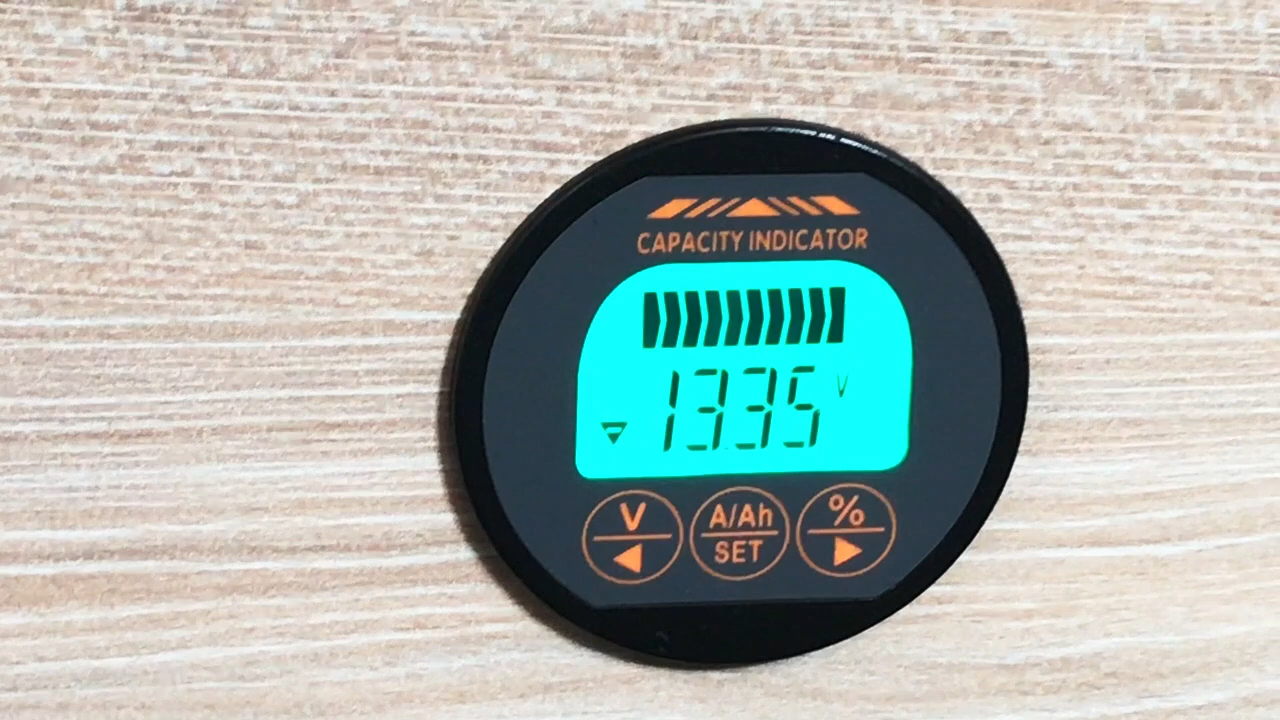 CAPACITY INDICATOR
13.35 V
V A/Ah %
SET